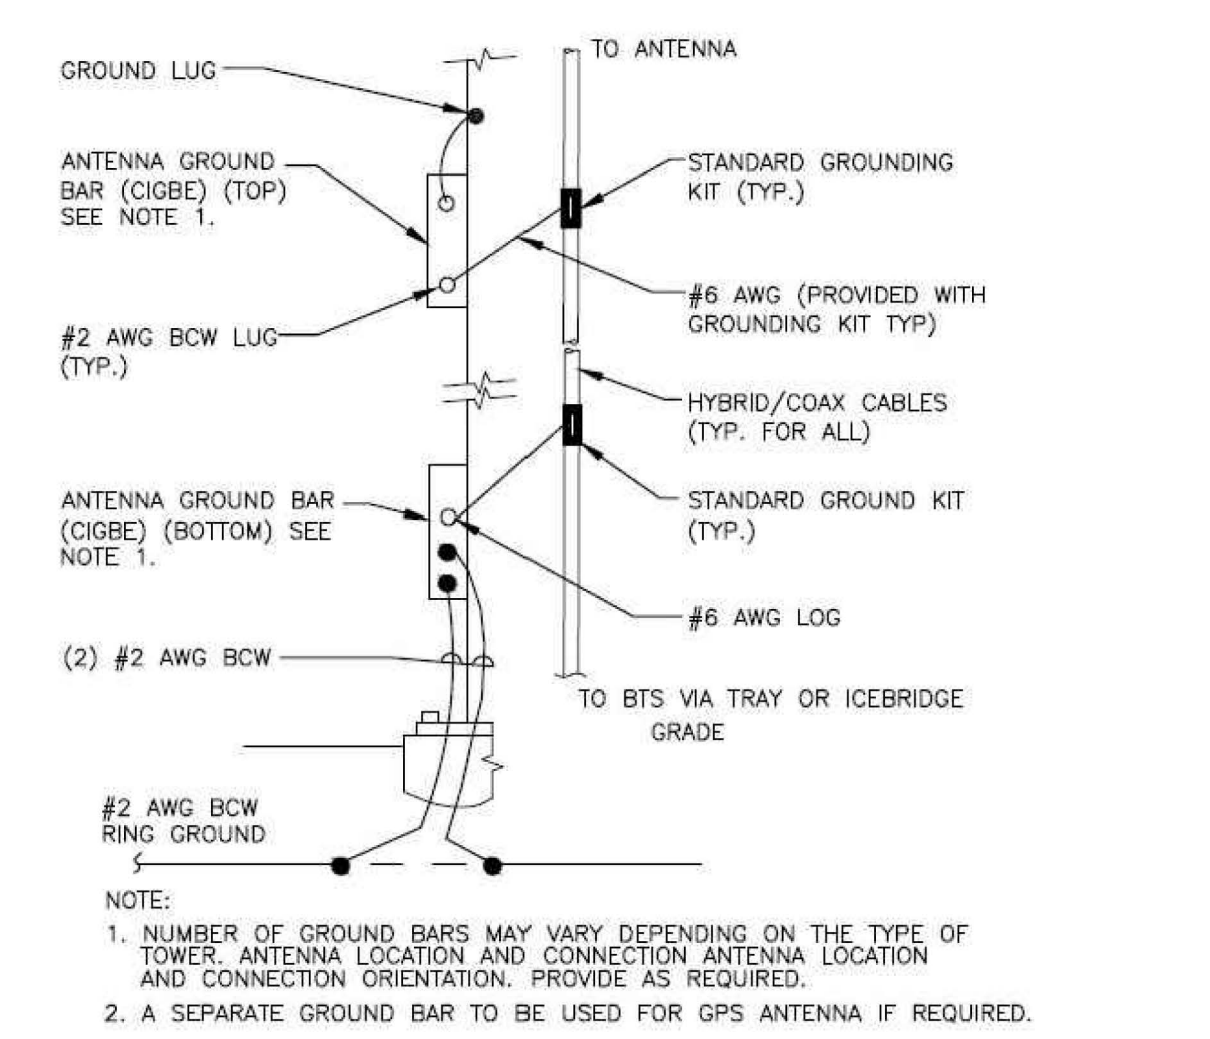 TO ANTENNA
GROUND LUG
ANTENNA GROUND
BAR (CIGBE) (TOP)
SEE NOTE 1.
STANDARD GROUNDING
KIT (TYP.)
#6 AWG (PROVIDED WITH
GROUNDING KIT TYP)
#2 AWG BCW LUG
(TYP.)
HYBRID/COAX CABLES
(TYP. FOR ALL)
ANTENNA GROUND BAR
(CIGBE) (BOTTOM) SEE
NOTE 1.
STANDARD GROUND KIT
(TYP.)
#6 AWG LOG
(2) #2 AWG BCW
TO BTS VIA TRAY OR ICEBRIDGE
GRADE
#2 AWG BCW
RING GROUND
NOTE:
1. NUMBER OF GROUND BARS MAY VARY DEPENDING ON THE TYPE OF
TOWER. ANTENNA LOCATION AND CONNECTION ANTENNA LOCATION
AND CONNECTION ORIENTATION. PROVIDE AS REQUIRED.
2. A SEPARATE GROUND BAR TO BE USED FOR GPS ANTENNA IF REQUIRED.